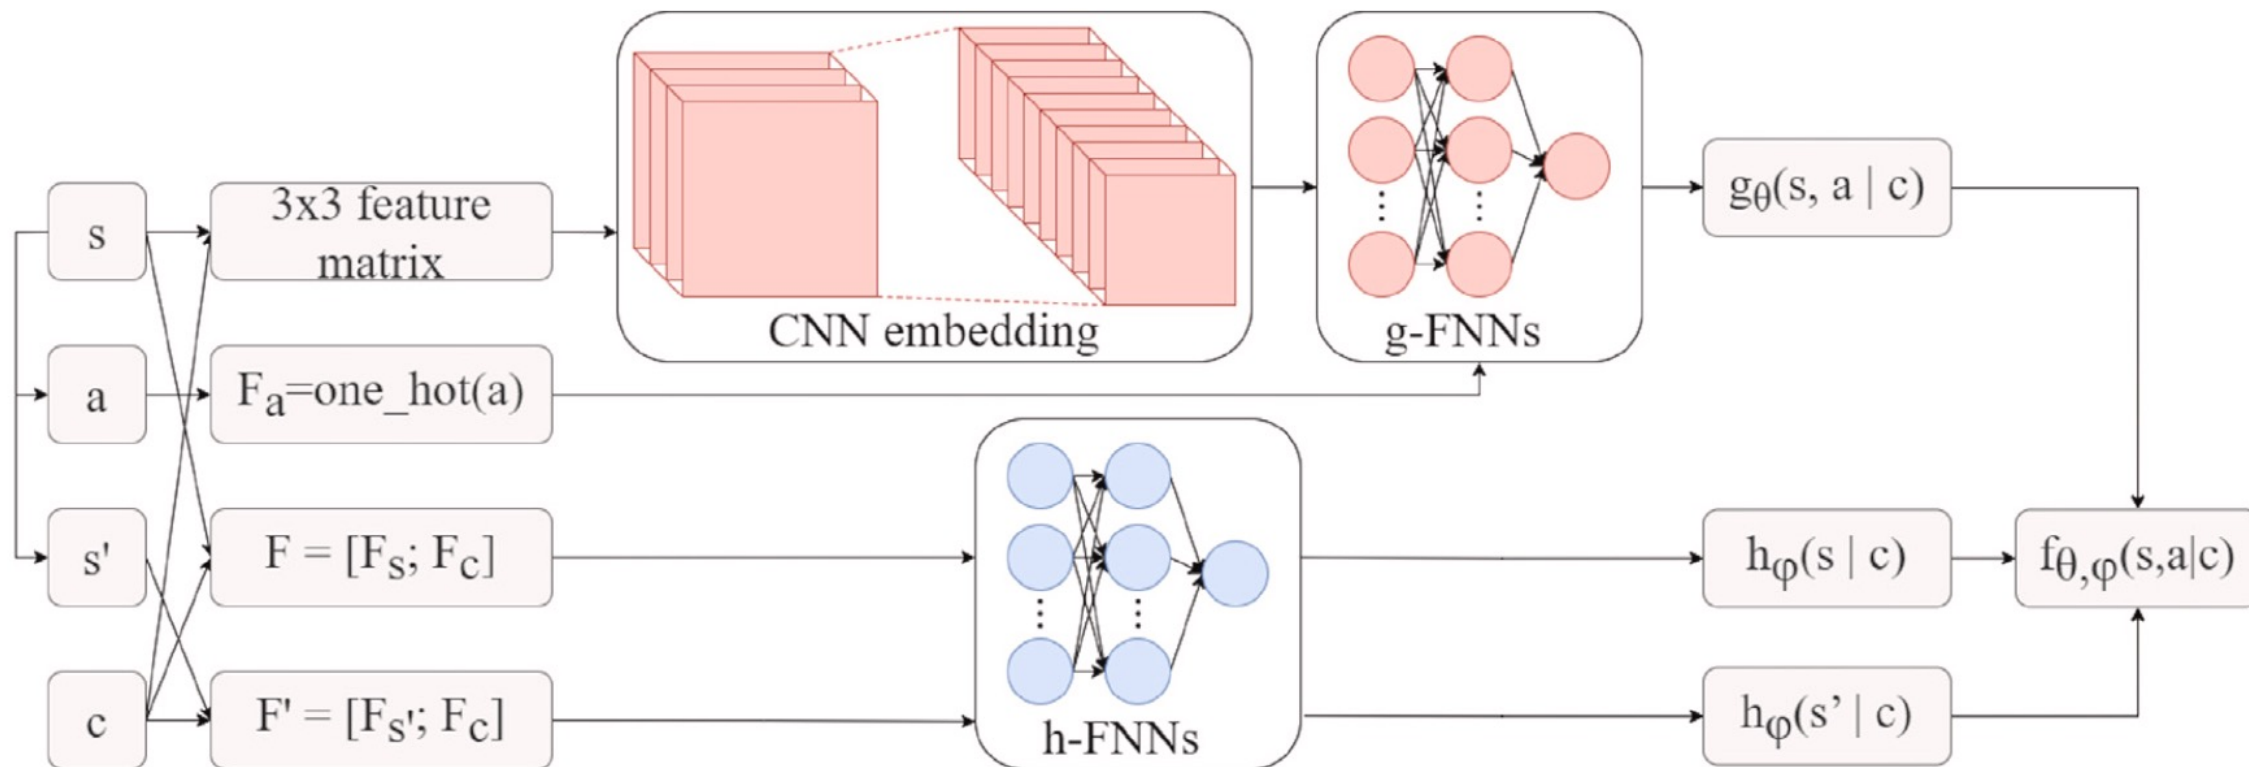 s
3x3 feature
matrix
CNN embedding
g-FNNs
gθ(s, a | c)
a
Fa=one_hot(a)
s'
F = [Fs; Fc]
hφ(s | c)
fθ,φ(s,a|c)
c
F' = [Fs'; Fc]
h-FNNs
hφ(s’ | c)